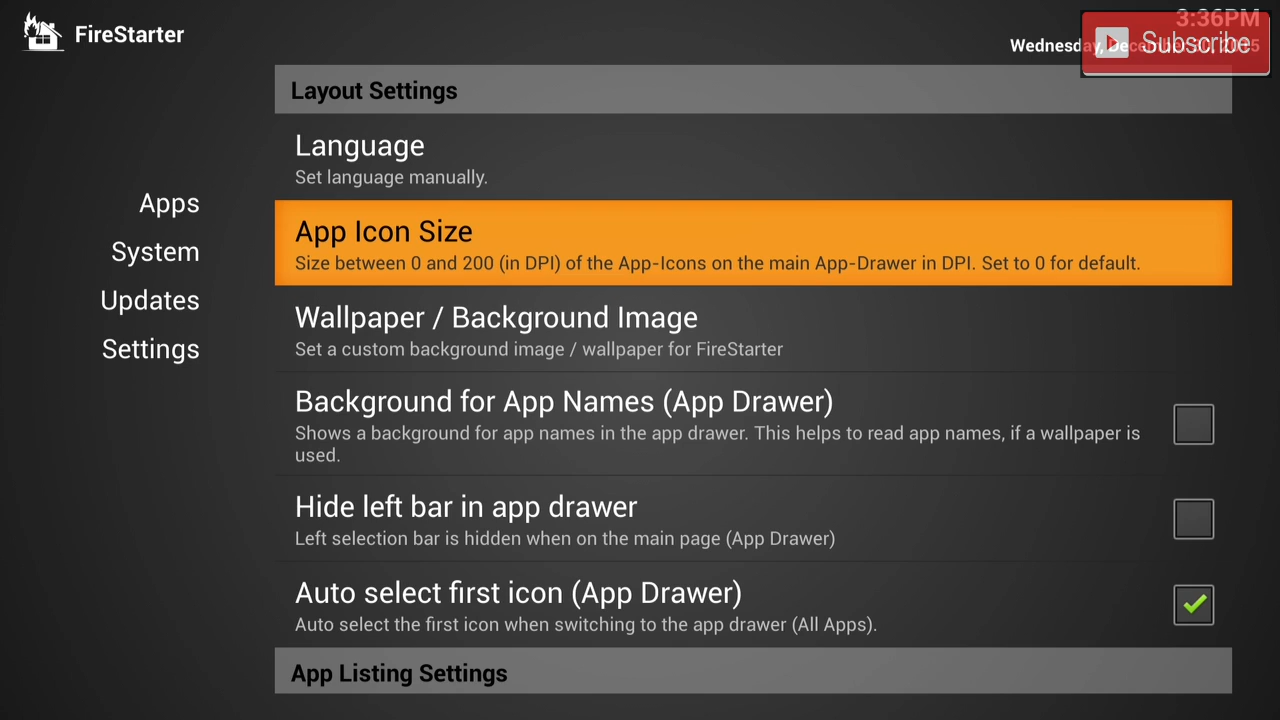 FireStarter
3:36PM
Subscribe
Wednesday, December
Layout Settings
Language
Set language manually.
Apps
System
Updates
Settings
App Icon Size
Size between 0 and 200 (in DPI) of the App-Icons on the main App-Drawer in DPI. Set to 0 for default.
Wallpaper / Background Image
Set a custom background image / wallpaper for FireStarter
Background for App Names (App Drawer)
Shows a background for app names in the app drawer. This helps to read app names, if a wallpaper is
used.
Hide left bar in app drawer
Left selection bar is hidden when on the main page (App Drawer)
Auto select first icon (App Drawer)
Auto select the first icon when switching to the app drawer (All Apps).
App Listing Settings